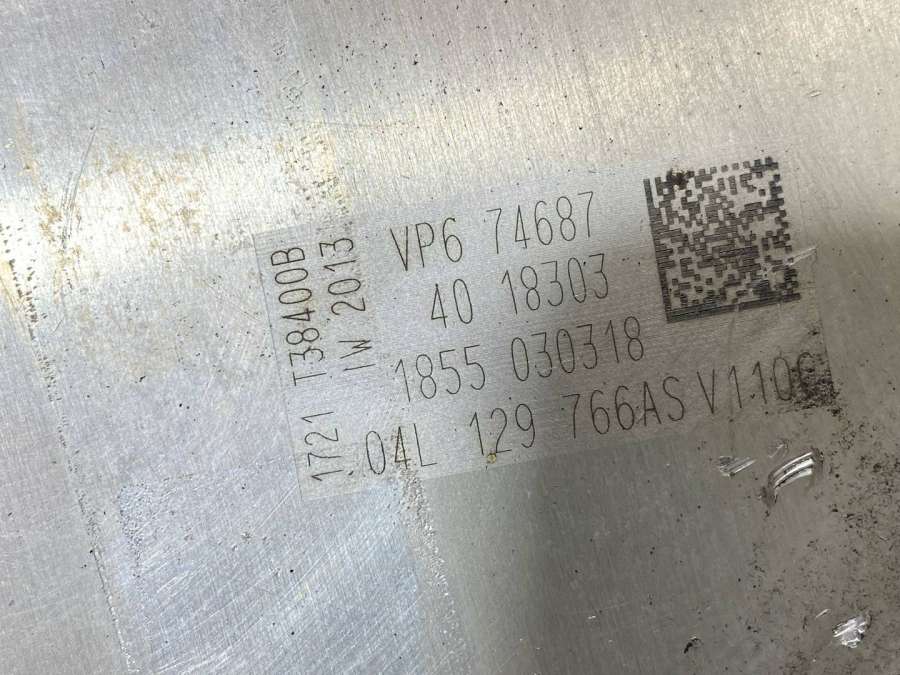 VP6 74687
40 18303
1855 030318
04L 129 766AS V110
1721 T38400B
IW 2013